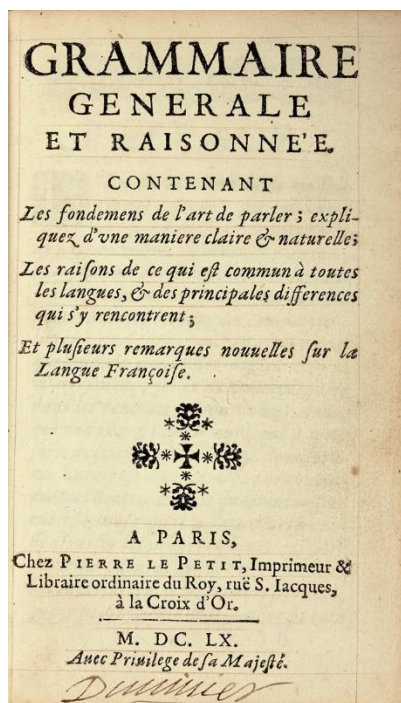 GRAMMAIRE
GENERALE
ET RAISONNE'E.
CONTENANT
Les fondemens de l'art de parler ; expli-
quez d'vne maniere claire & naturelle ;
Les raiſons de ce qui eſt commun à toutes
les langues, & des principales differences
qui s'y rencontrent ;
Et pluſieurs remarques nouuelles ſur la
Langue Françoiſe.
A PARIS,
Chez PIERRE LE PETIT, Imprimeur &
Libraire ordinaire du Roy, ruë S. Iacques,
à la Croix d'Or.
M. DC. LX.
Auec Priuilege de ſa Majeſté.